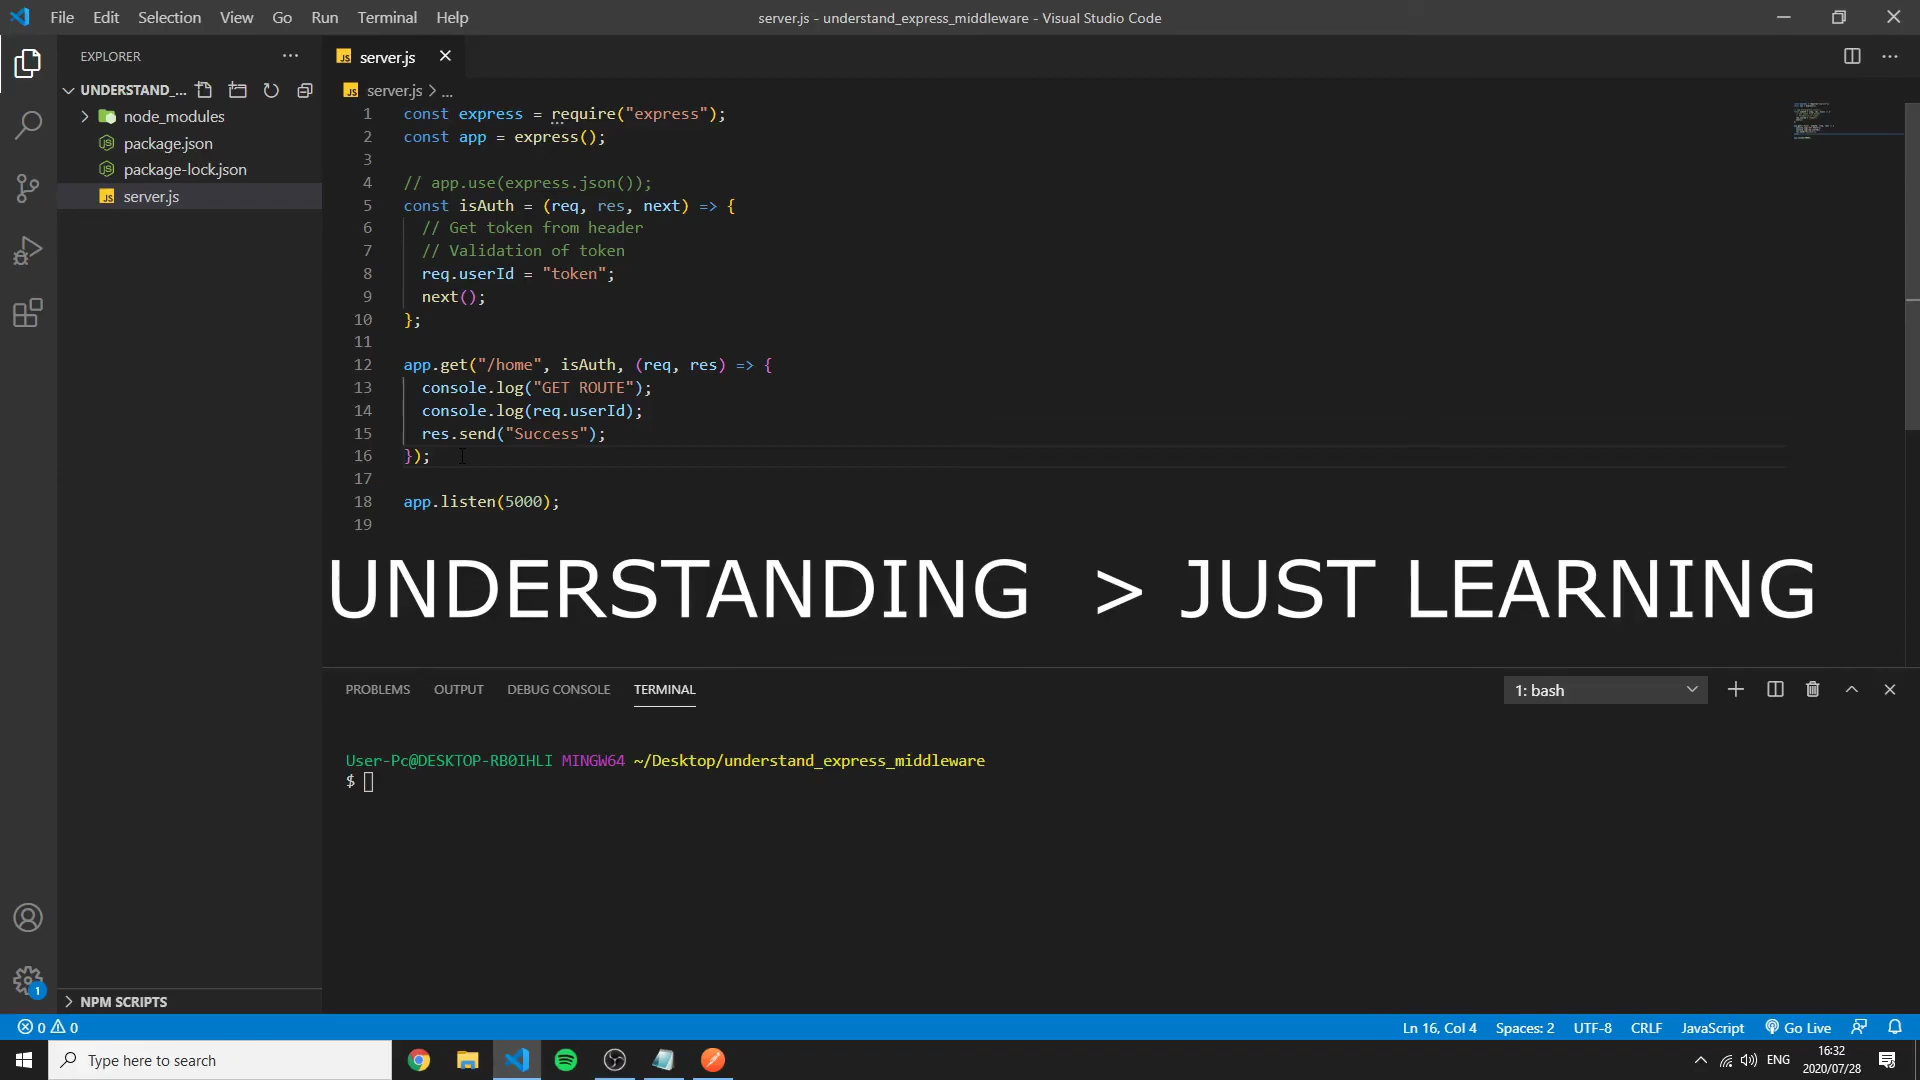 File Edit Selection View Go Run Terminal Help
server.js - understand_express_middleware - Visual Studio Code
EXPLORER
server.js
UNDERSTAND_...
server.js > ...
node_modules
package.json
package-lock.json
server.js
1 const express = require("express");
2 const app = express();
3
4 // app.use(express.json());
5 const isAuth = (req, res, next) => {
6 // Get token from header
7 // Validation of token
8 req.userId = "token";
9 next();
10 };
11
12 app.get("/home", isAuth, (req, res) => {
13 console.log("GET ROUTE");
14 console.log(req.userId);
15 res.send("Success");
16 });
17
18 app.listen(5000);
19
UNDERSTANDING > JUST LEARNING
PROBLEMS OUTPUT DEBUG CONSOLE TERMINAL
1: bash
User-Pc@DESKTOP-RB0IHLI MINGW64 ~/Desktop/understand_express_middleware
$
1
NPM SCRIPTS
0 0
Ln 16, Col 4 Spaces: 2 UTF-8 CRLF JavaScript Go Live
Type here to search
ENG
16:32
2020/07/28